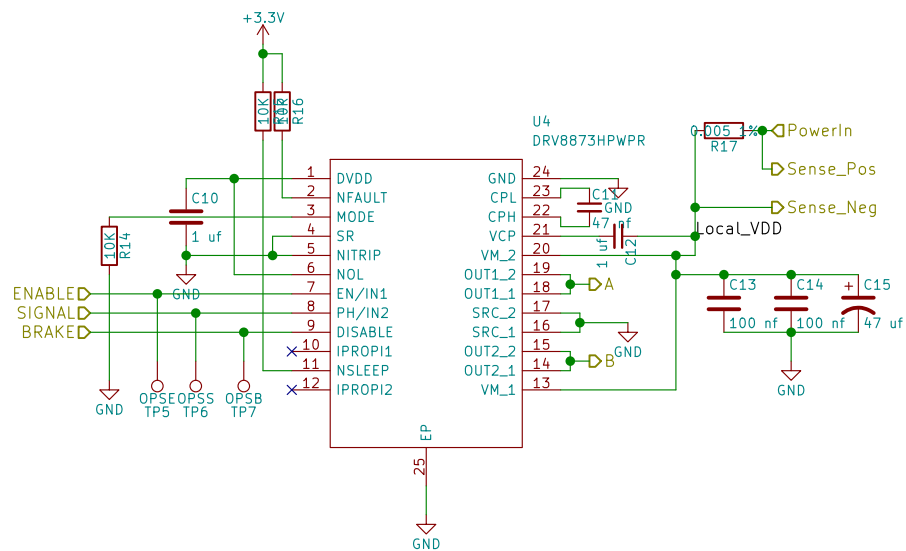 +3.3V
10K
10K
R16
U4
DRV8873HPWPR
0.005 1%
R17
PowerIn
Sense_Pos
Sense_Neg
Local_VDD
1 DVDD
2 NFAULT
3 MODE
4 SR
5 NITRIP
6 NOL
7 EN/IN1
8 PH/IN2
9 DISABLE
10 IPROPI1
11 NSLEEP
12 IPROPI2
GND 24
CPL 23
CPH 22
VCP 21
VM_2 20
OUT1_2 19
OUT1_1 18
SRC_2 17
SRC_1 16
OUT2_2 15
OUT2_1 14
VM_1 13
EP
25
GND
C10
1 uf
GND
10K
R14
GND
ENABLE
SIGNAL
BRAKE
OPSE
TP5
OPSS
TP6
OPSB
TP7
C11
47 nf
GND
1 uf
C12
A
B
GND
C13
100 nf
C14
100 nf
C15
47 uf
+
GND